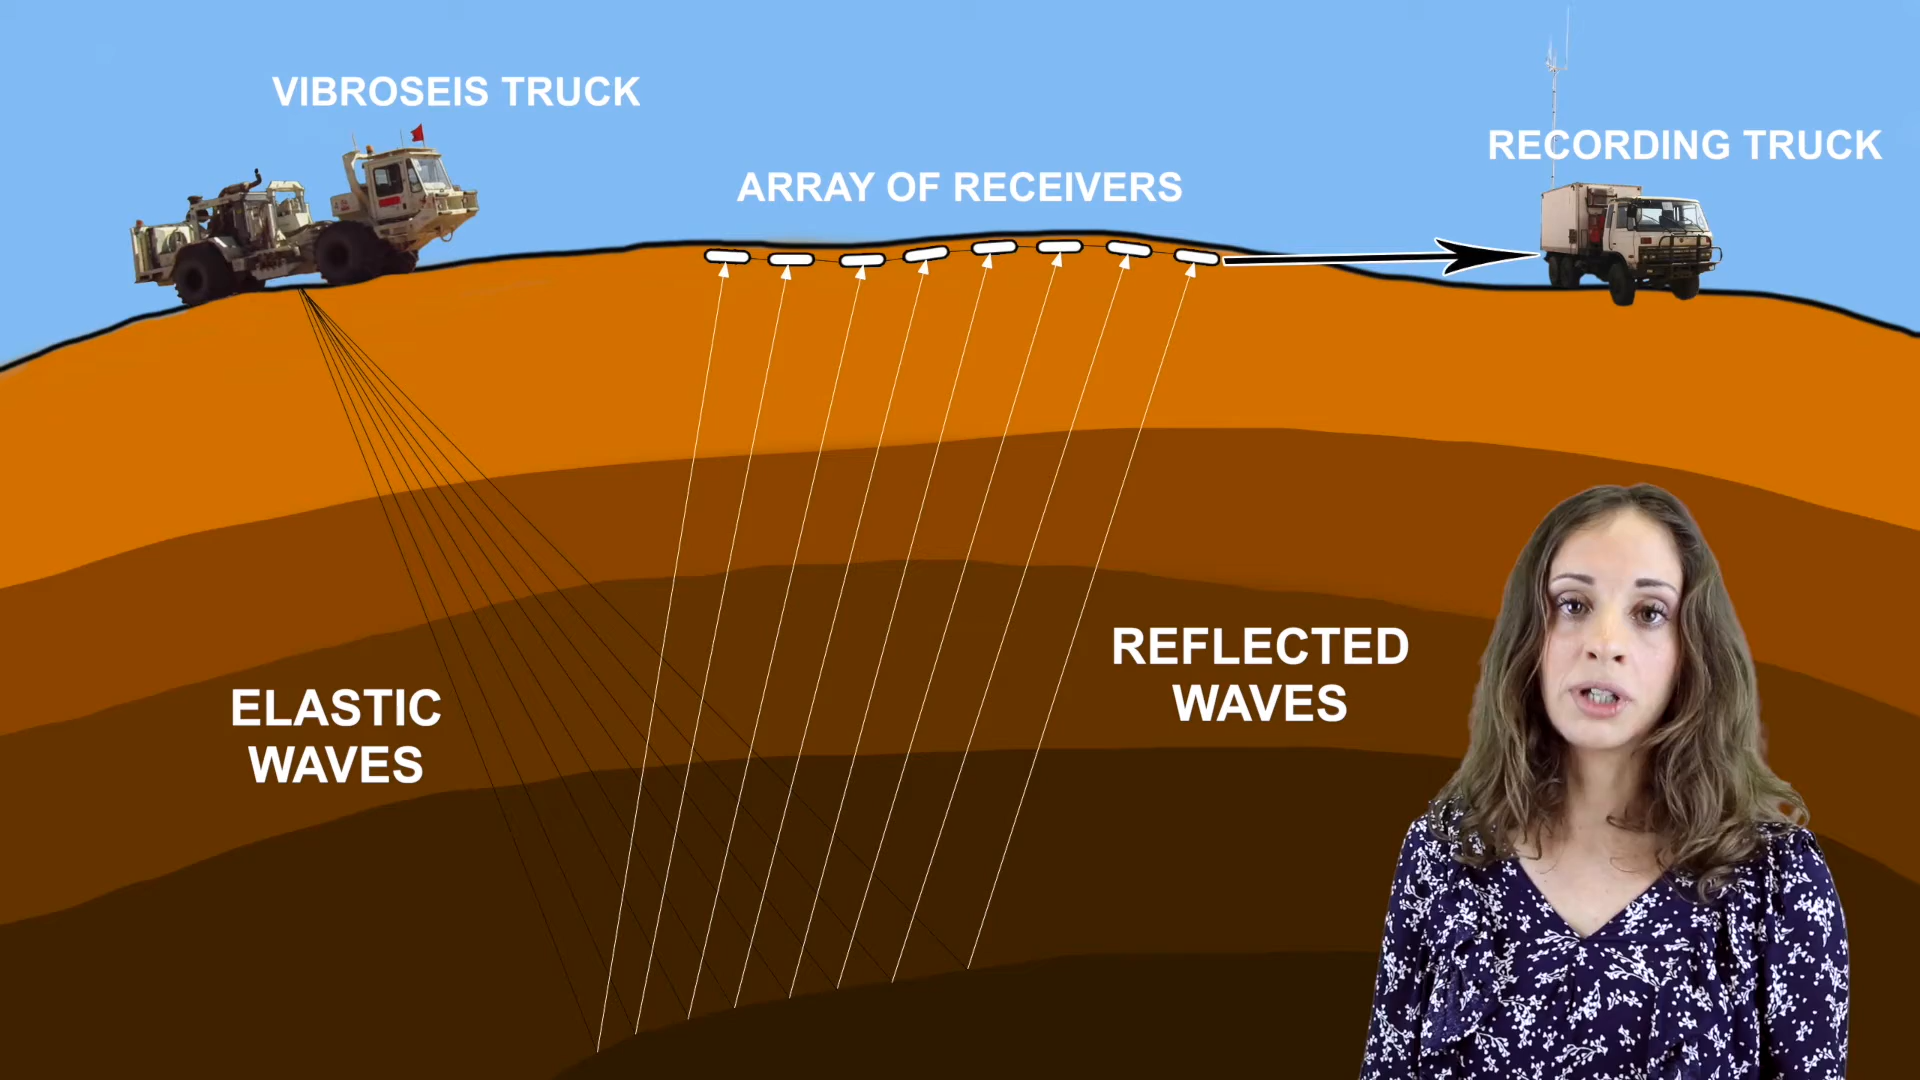 VIBROSEIS TRUCK
RECORDING TRUCK
ARRAY OF RECEIVERS
REFLECTED
WAVES
ELASTIC
WAVES